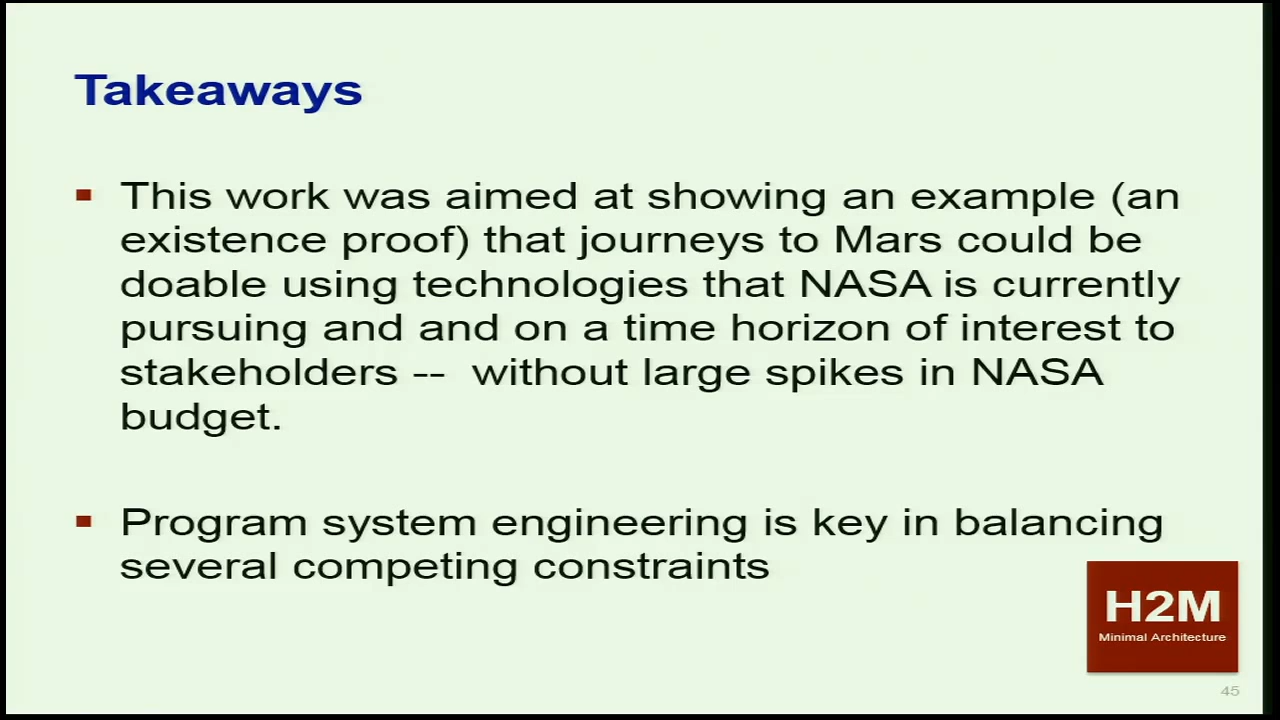 Takeaways
This work was aimed at showing an example (an
existence proof) that journeys to Mars could be
doable using technologies that NASA is currently
pursuing and and on a time horizon of interest to
stakeholders --  without large spikes in NASA
budget.
Program system engineering is key in balancing
several competing constraints
H2M
Minimal Architecture
45